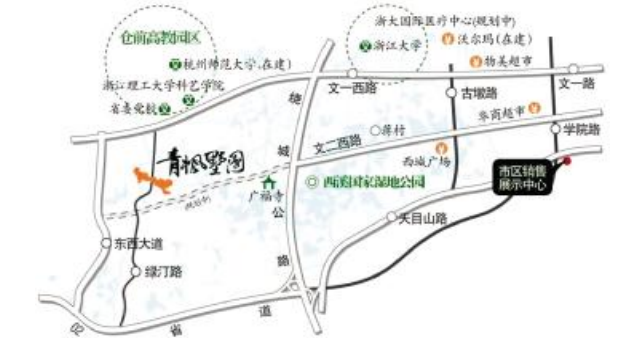 浙大国际医疗中心(规划中)
仓前高教园区
沃尔玛(在建)
浙江大学
杭州师范大学(在建)
物美超市
浙江理工大学科艺学院
文一西路
文一路
古墩路
省委党校
绕
华商超市
蒋村
学院路
文二西路
青枫墅园
城
西城广场
市区销售
展示中心
西溪国家湿地公园
广福寺
公
天目山路
东西大道
路
绿汀路
道
省
02